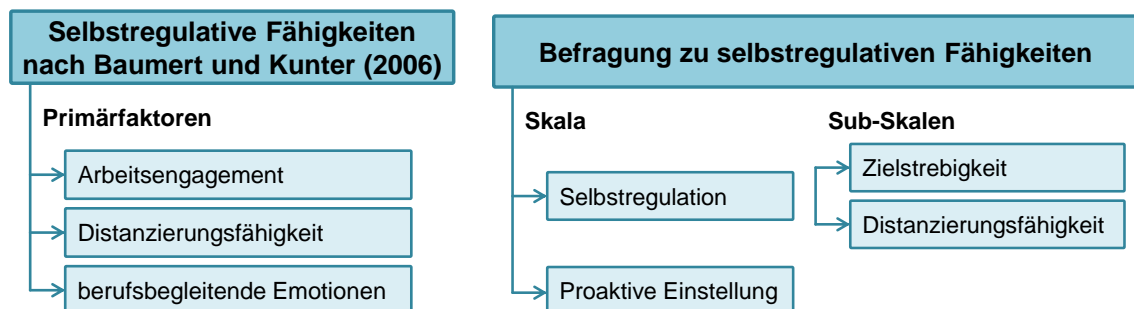 Selbstregulative Fähigkeiten
nach Baumert und Kunter (2006)
Primärfaktoren
Arbeitsengagement
Distanzierungsfähigkeit
berufsbegleitende Emotionen
Befragung zu selbstregulativen Fähigkeiten
Skala
Selbstregulation
Proaktive Einstellung
Sub-Skalen
Zielstrebigkeit
Distanzierungsfähigkeit